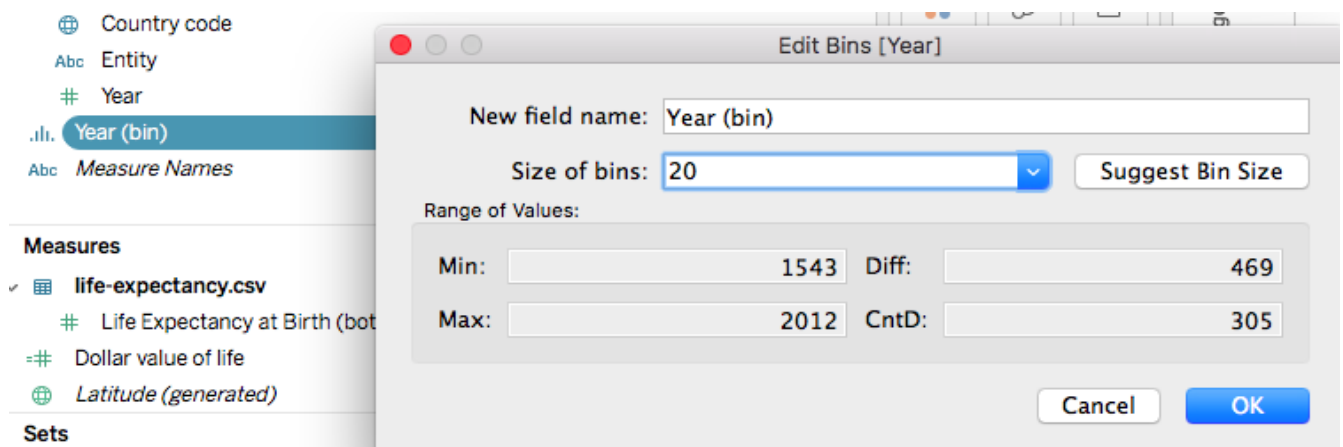 Country code
Abc Entity
# Year
Year (bin)
Abc Measure Names
Measures
life-expectancy.csv
# Life Expectancy at Birth (bot
=# Dollar value of life
Latitude (generated)
Sets
Edit Bins [Year]
New field name: Year (bin)
Size of bins: 20 Suggest Bin Size
Range of Values:
Min: 1543 Diff: 469
Max: 2012 CntD: 305
Cancel OK